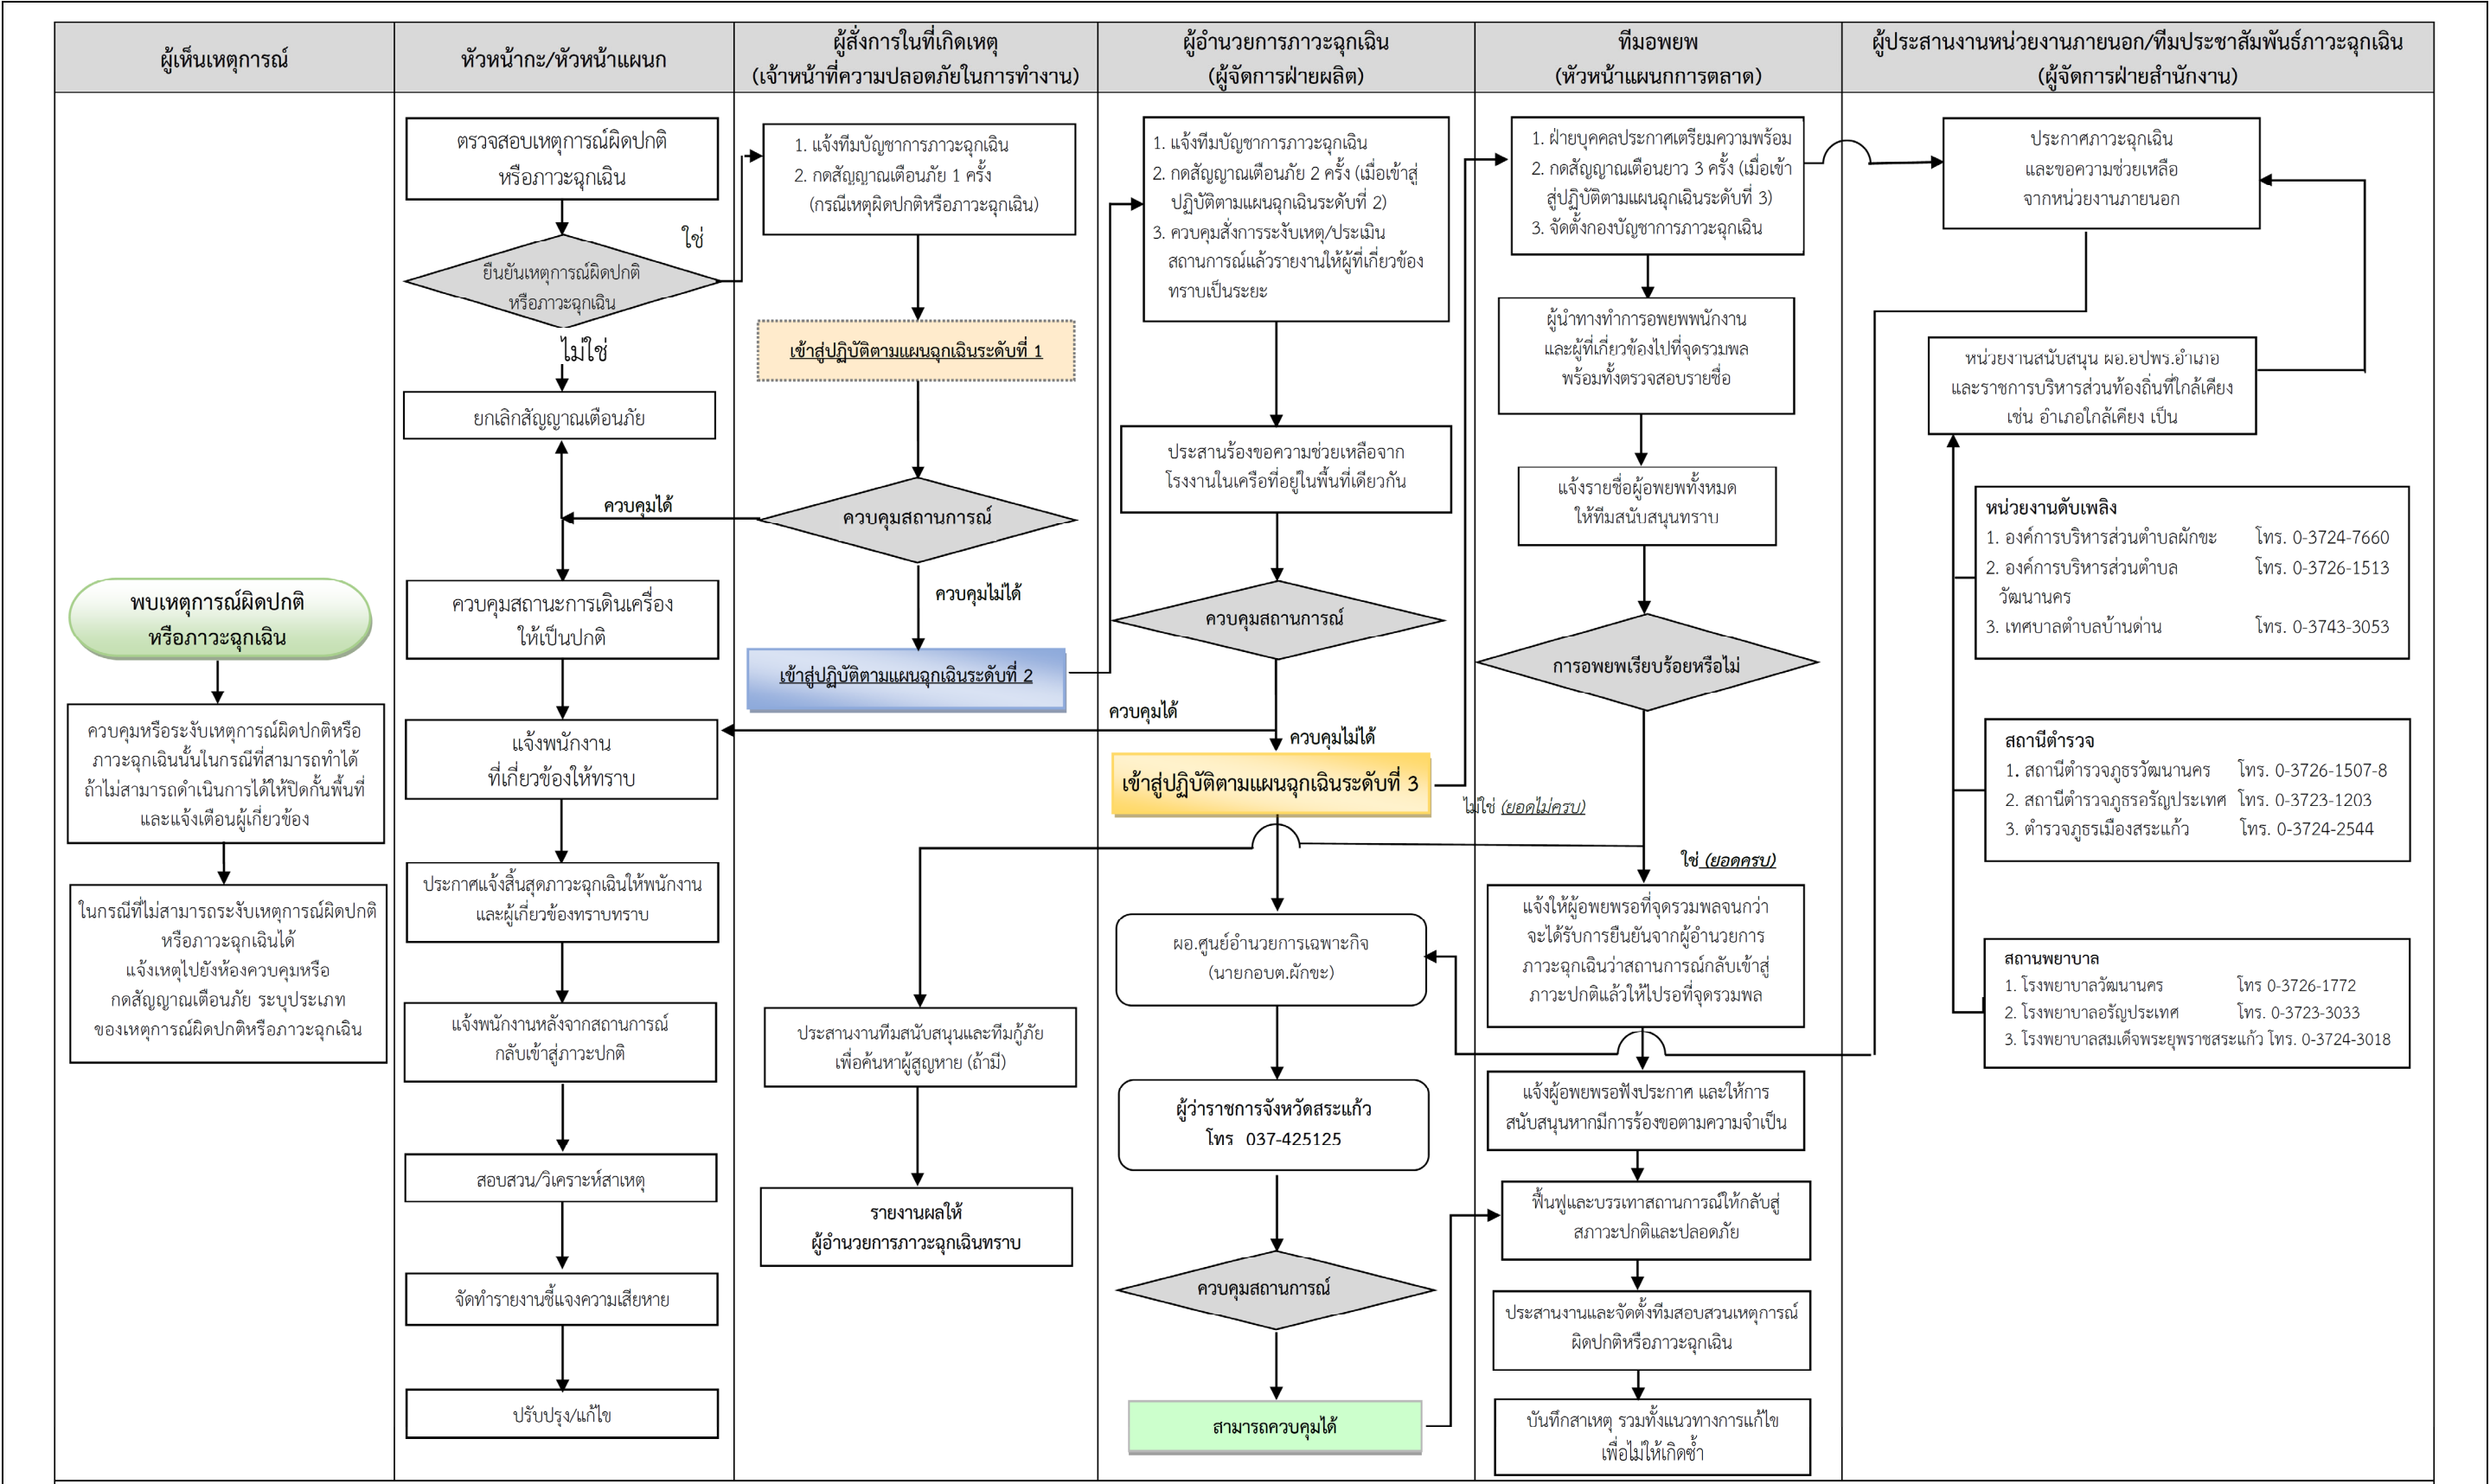 ผู้เห็นเหตุการณ์
หัวหน้ากะ/หัวหน้าแผนก
ผู้สั่งการในที่เกิดเหตุ
(เจ้าหน้าที่ความปลอดภัยในการทำงาน)
ผู้อำนวยการภาวะฉุกเฉิน
(ผู้จัดการฝ่ายผลิต)
ทีมอพยพ
(หัวหน้าแผนกการตลาด)
ผู้ประสานงานหน่วยงานภายนอก/ทีมประชาสัมพันธ์ภาวะฉุกเฉิน
(ผู้จัดการฝ่ายสำนักงาน)
พบเหตุการณ์ผิดปกติ
หรือภาวะฉุกเฉิน
ควบคุมหรือระงับเหตุการณ์ผิดปกติหรือ
ภาวะฉุกเฉินนั้นในกรณีที่สามารถทำได้
ถ้าไม่สามารถดำเนินการได้ให้ปิดกั้นพื้นที่
และแจ้งเตือนผู้เกี่ยวข้อง
ในกรณีที่ไม่สามารถระงับเหตุการณ์ผิดปกติ
หรือภาวะฉุกเฉินได้
แจ้งเหตุไปยังห้องควบคุมหรือ
กดสัญญาณเตือนภัย ระบุประเภท
ของเหตุการณ์ผิดปกติหรือภาวะฉุกเฉิน
ตรวจสอบเหตุการณ์ผิดปกติ
หรือภาวะฉุกเฉิน
ใช่
ยืนยันเหตุการณ์ผิดปกติ
หรือภาวะฉุกเฉิน
ไม่ใช่
ยกเลิกสัญญาณเตือนภัย
ควบคุมได้
ควบคุมสถานะการเดินเครื่อง
ให้เป็นปกติ
แจ้งพนักงาน
ที่เกี่ยวข้องให้ทราบ
ประกาศแจ้งสิ้นสุดภาวะฉุกเฉินให้พนักงาน
และผู้เกี่ยวข้องทราบทราบ
แจ้งพนักงานหลังจากสถานการณ์
กลับเข้าสู่ภาวะปกติ
สอบสวน/วิเคราะห์สาเหตุ
จัดทำรายงานชี้แจงความเสียหาย
ปรับปรุง/แก้ไข
1. แจ้งทีมบัญชาการภาวะฉุกเฉิน
2. กดสัญญาณเตือนภัย 1 ครั้ง
(กรณีเหตุผิดปกติหรือภาวะฉุกเฉิน)
เข้าสู่ปฏิบัติตามแผนฉุกเฉินระดับที่ 1
ควบคุมสถานการณ์
ควบคุมไม่ได้
เข้าสู่ปฏิบัติตามแผนฉุกเฉินระดับที่ 2
ประสานงานทีมสนับสนุนและทีมกู้ภัย
เพื่อค้นหาผู้สูญหาย (ถ้ามี)
รายงานผลให้
ผู้อำนวยการภาวะฉุกเฉินทราบ
1. แจ้งทีมบัญชาการภาวะฉุกเฉิน
2. กดสัญญาณเตือนภัย 2 ครั้ง (เมื่อเข้าสู่
ปฏิบัติตามแผนฉุกเฉินระดับที่ 2)
3. ควบคุมสั่งการระงับเหตุ/ประเมิน
สถานการณ์แล้วรายงานให้ผู้ที่เกี่ยวข้อง
ทราบเป็นระยะ
ประสานร้องขอความช่วยเหลือจาก
โรงงานในเครือที่อยู่ในพื้นที่เดียวกัน
ควบคุมสถานการณ์
ควบคุมได้
ควบคุมไม่ได้
เข้าสู่ปฏิบัติตามแผนฉุกเฉินระดับที่ 3
ผอ.ศูนย์อำนวยการเฉพาะกิจ
(นายกอบต.ผักขะ)
ผู้ว่าราชการจังหวัดสระแก้ว
โทร 037-425125
ควบคุมสถานการณ์
สามารถควบคุมได้
1. ฝ่ายบุคคลประกาศเตรียมความพร้อม
2. กดสัญญาณเตือนยาว 3 ครั้ง (เมื่อเข้า
สู่ปฏิบัติตามแผนฉุกเฉินระดับที่ 3)
3. จัดตั้งกองบัญชาการภาวะฉุกเฉิน
ผู้นำทางทำการอพยพพนักงาน
และผู้ที่เกี่ยวข้องไปที่จุดรวมพล
พร้อมทั้งตรวจสอบรายชื่อ
แจ้งรายชื่อผู้อพยพทั้งหมด
ให้ทีมสนับสนุนทราบ
การอพยพเรียบร้อยหรือไม่
ไม่ใช่ (ยอดไม่ครบ)
ใช่ (ยอดครบ)
แจ้งให้ผู้อพยพรอที่จุดรวมพลจนกว่า
จะได้รับการยืนยันจากผู้อำนวยการ
ภาวะฉุกเฉินว่าสถานการณ์กลับเข้าสู่
ภาวะปกติแล้วให้ไปรอที่จุดรวมพล
แจ้งผู้อพยพรอฟังประกาศ และให้การ
สนับสนุนหากมีการร้องขอตามความจำเป็น
ฟื้นฟูและบรรเทาสถานการณ์ให้กลับสู่
สภาวะปกติและปลอดภัย
ประสานงานและจัดตั้งทีมสอบสวนเหตุการณ์
ผิดปกติหรือภาวะฉุกเฉิน
บันทึกสาเหตุ รวมทั้งแนวทางการแก้ไข
เพื่อไม่ให้เกิดซ้ำ
ประกาศภาวะฉุกเฉิน
และขอความช่วยเหลือ
จากหน่วยงานภายนอก
หน่วยงานสนับสนุน ผอ.อปพร.อำเภอ
และราชการบริหารส่วนท้องถิ่นที่ใกล้เคียง
เช่น อำเภอใกล้เคียง เป็น
หน่วยงานดับเพลิง
1. องค์การบริหารส่วนตำบลผักขะ โทร. 0-3724-7660
2. องค์การบริหารส่วนตำบล โทร. 0-3726-1513
วัฒนานคร
3. เทศบาลตำบลบ้านด่าน โทร. 0-3743-3053
สถานีตำรวจ
1. สถานีตำรวจภูธรวัฒนานคร โทร. 0-3726-1507-8
2. สถานีตำรวจภูธรอรัญประเทศ โทร. 0-3723-1203
3. ตำรวจภูธรเมืองสระแก้ว โทร. 0-3724-2544
สถานพยาบาล
1. โรงพยาบาลวัฒนานคร โทร 0-3726-1772
2. โรงพยาบาลอรัญประเทศ โทร. 0-3723-3033
3. โรงพยาบาลสมเด็จพระยุพราชสระแก้ว โทร. 0-3724-3018